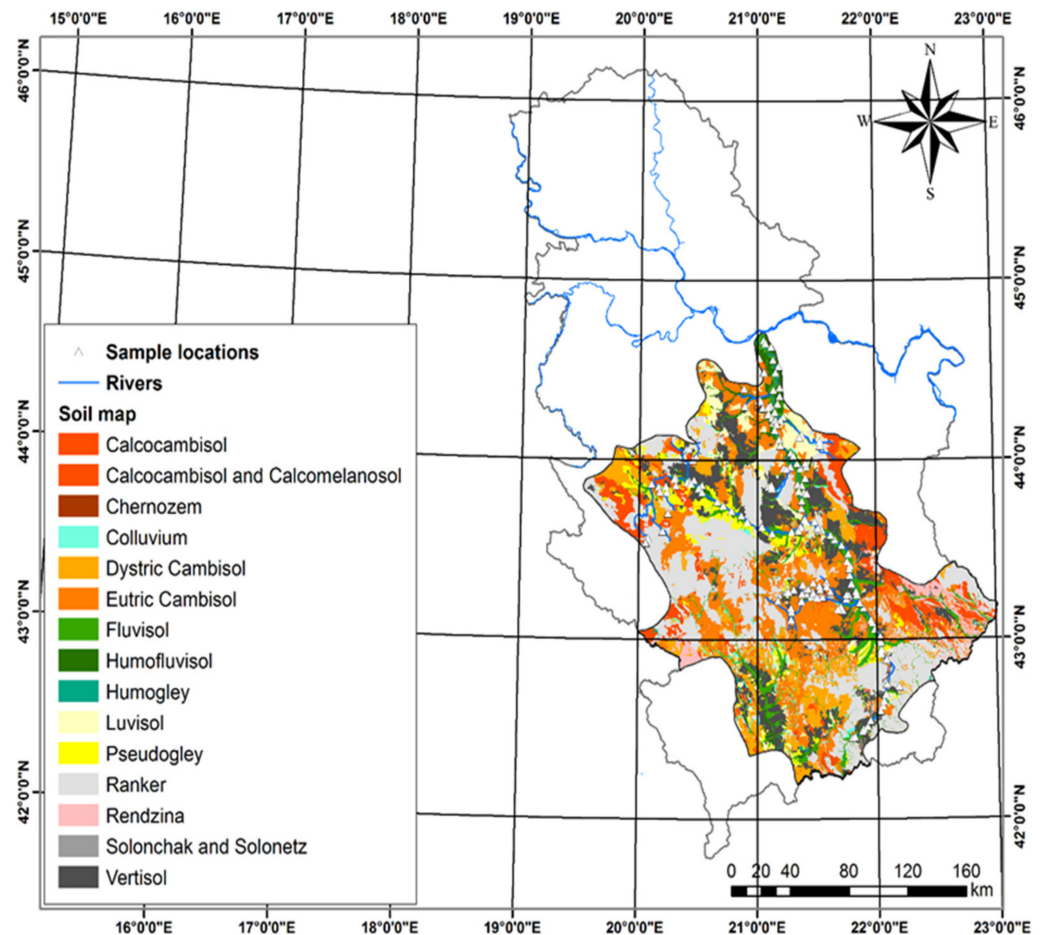 15°0'0"E 16°0'0"E 17°0'0"E 18°0'0"E 19°0'0"E 20°0'0"E 21°0'0"E 22°0'0"E 23°0'0"E
46°0'0"N
45°0'0"N
44°0'0"N
43°0'0"N
42°0'0"N
46°0'0"N
45°0'0"N
44°0'0"N
43°0'0"N
42°0'0"N
N
W E
S
Sample locations
Rivers
Soil map
Calcocambisol
Calcocambisol and Calcomelanosol
Chernozem
Colluvium
Dystric Cambisol
Eutric Cambisol
Fluvisol
Humofluvisol
Humogley
Luvisol
Pseudogley
Ranker
Rendzina
Solonchak and Solonetz
Vertisol
0 20 40 80 120 160
km
16°0'0"E 17°0'0"E 18°0'0"E 19°0'0"E 20°0'0"E 21°0'0"E 22°0'0"E 23°0'0"E